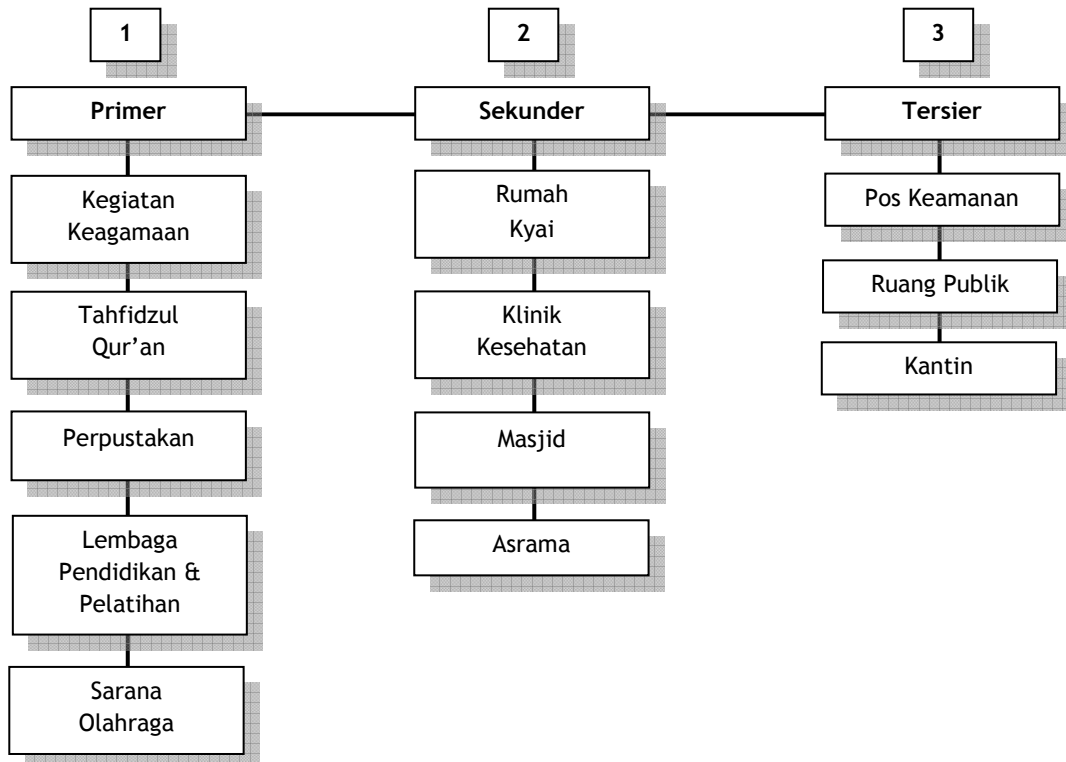 1
2
3
Primer
Sekunder
Tersier
Kegiatan
Keagamaan
Tahfidzul
Qur’an
Perpustakan
Lembaga
Pendidikan &
Pelatihan
Sarana
Olahraga
Rumah
Kyai
Klinik
Kesehatan
Masjid
Asrama
Pos Keamanan
Ruang Publik
Kantin